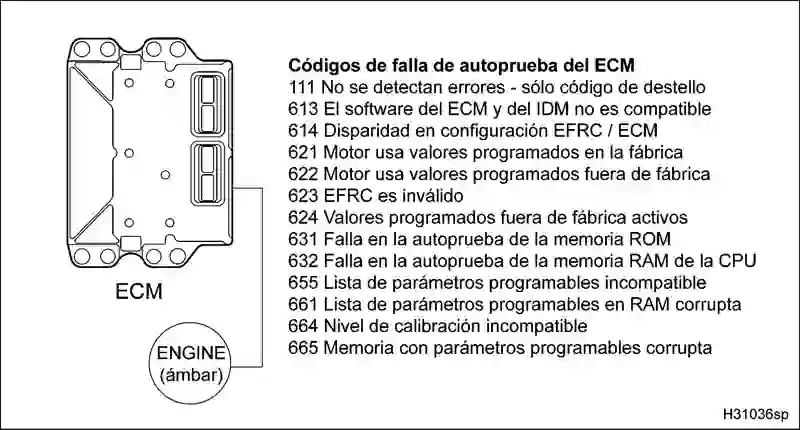 Códigos de falla de autoprueba del ECM
111 No se detectan errores - sólo código de destello
613 El software del ECM y del IDM no es compatible
614 Disparidad en configuración EFRC / ECM
621 Motor usa valores programados en la fábrica
622 Motor usa valores programados fuera de fábrica
623 EFRC es inválido
624 Valores programados fuera de fábrica activos
631 Falla en la autoprueba de la memoria ROM
632 Falla en la autoprueba de la memoria RAM de la CPU
655 Lista de parámetros programables incompatible
661 Lista de parámetros programables en RAM corrupta
664 Nivel de calibración incompatible
665 Memoria con parámetros programables corrupta
ECM
ENGINE
(ámbar)
H31036sp